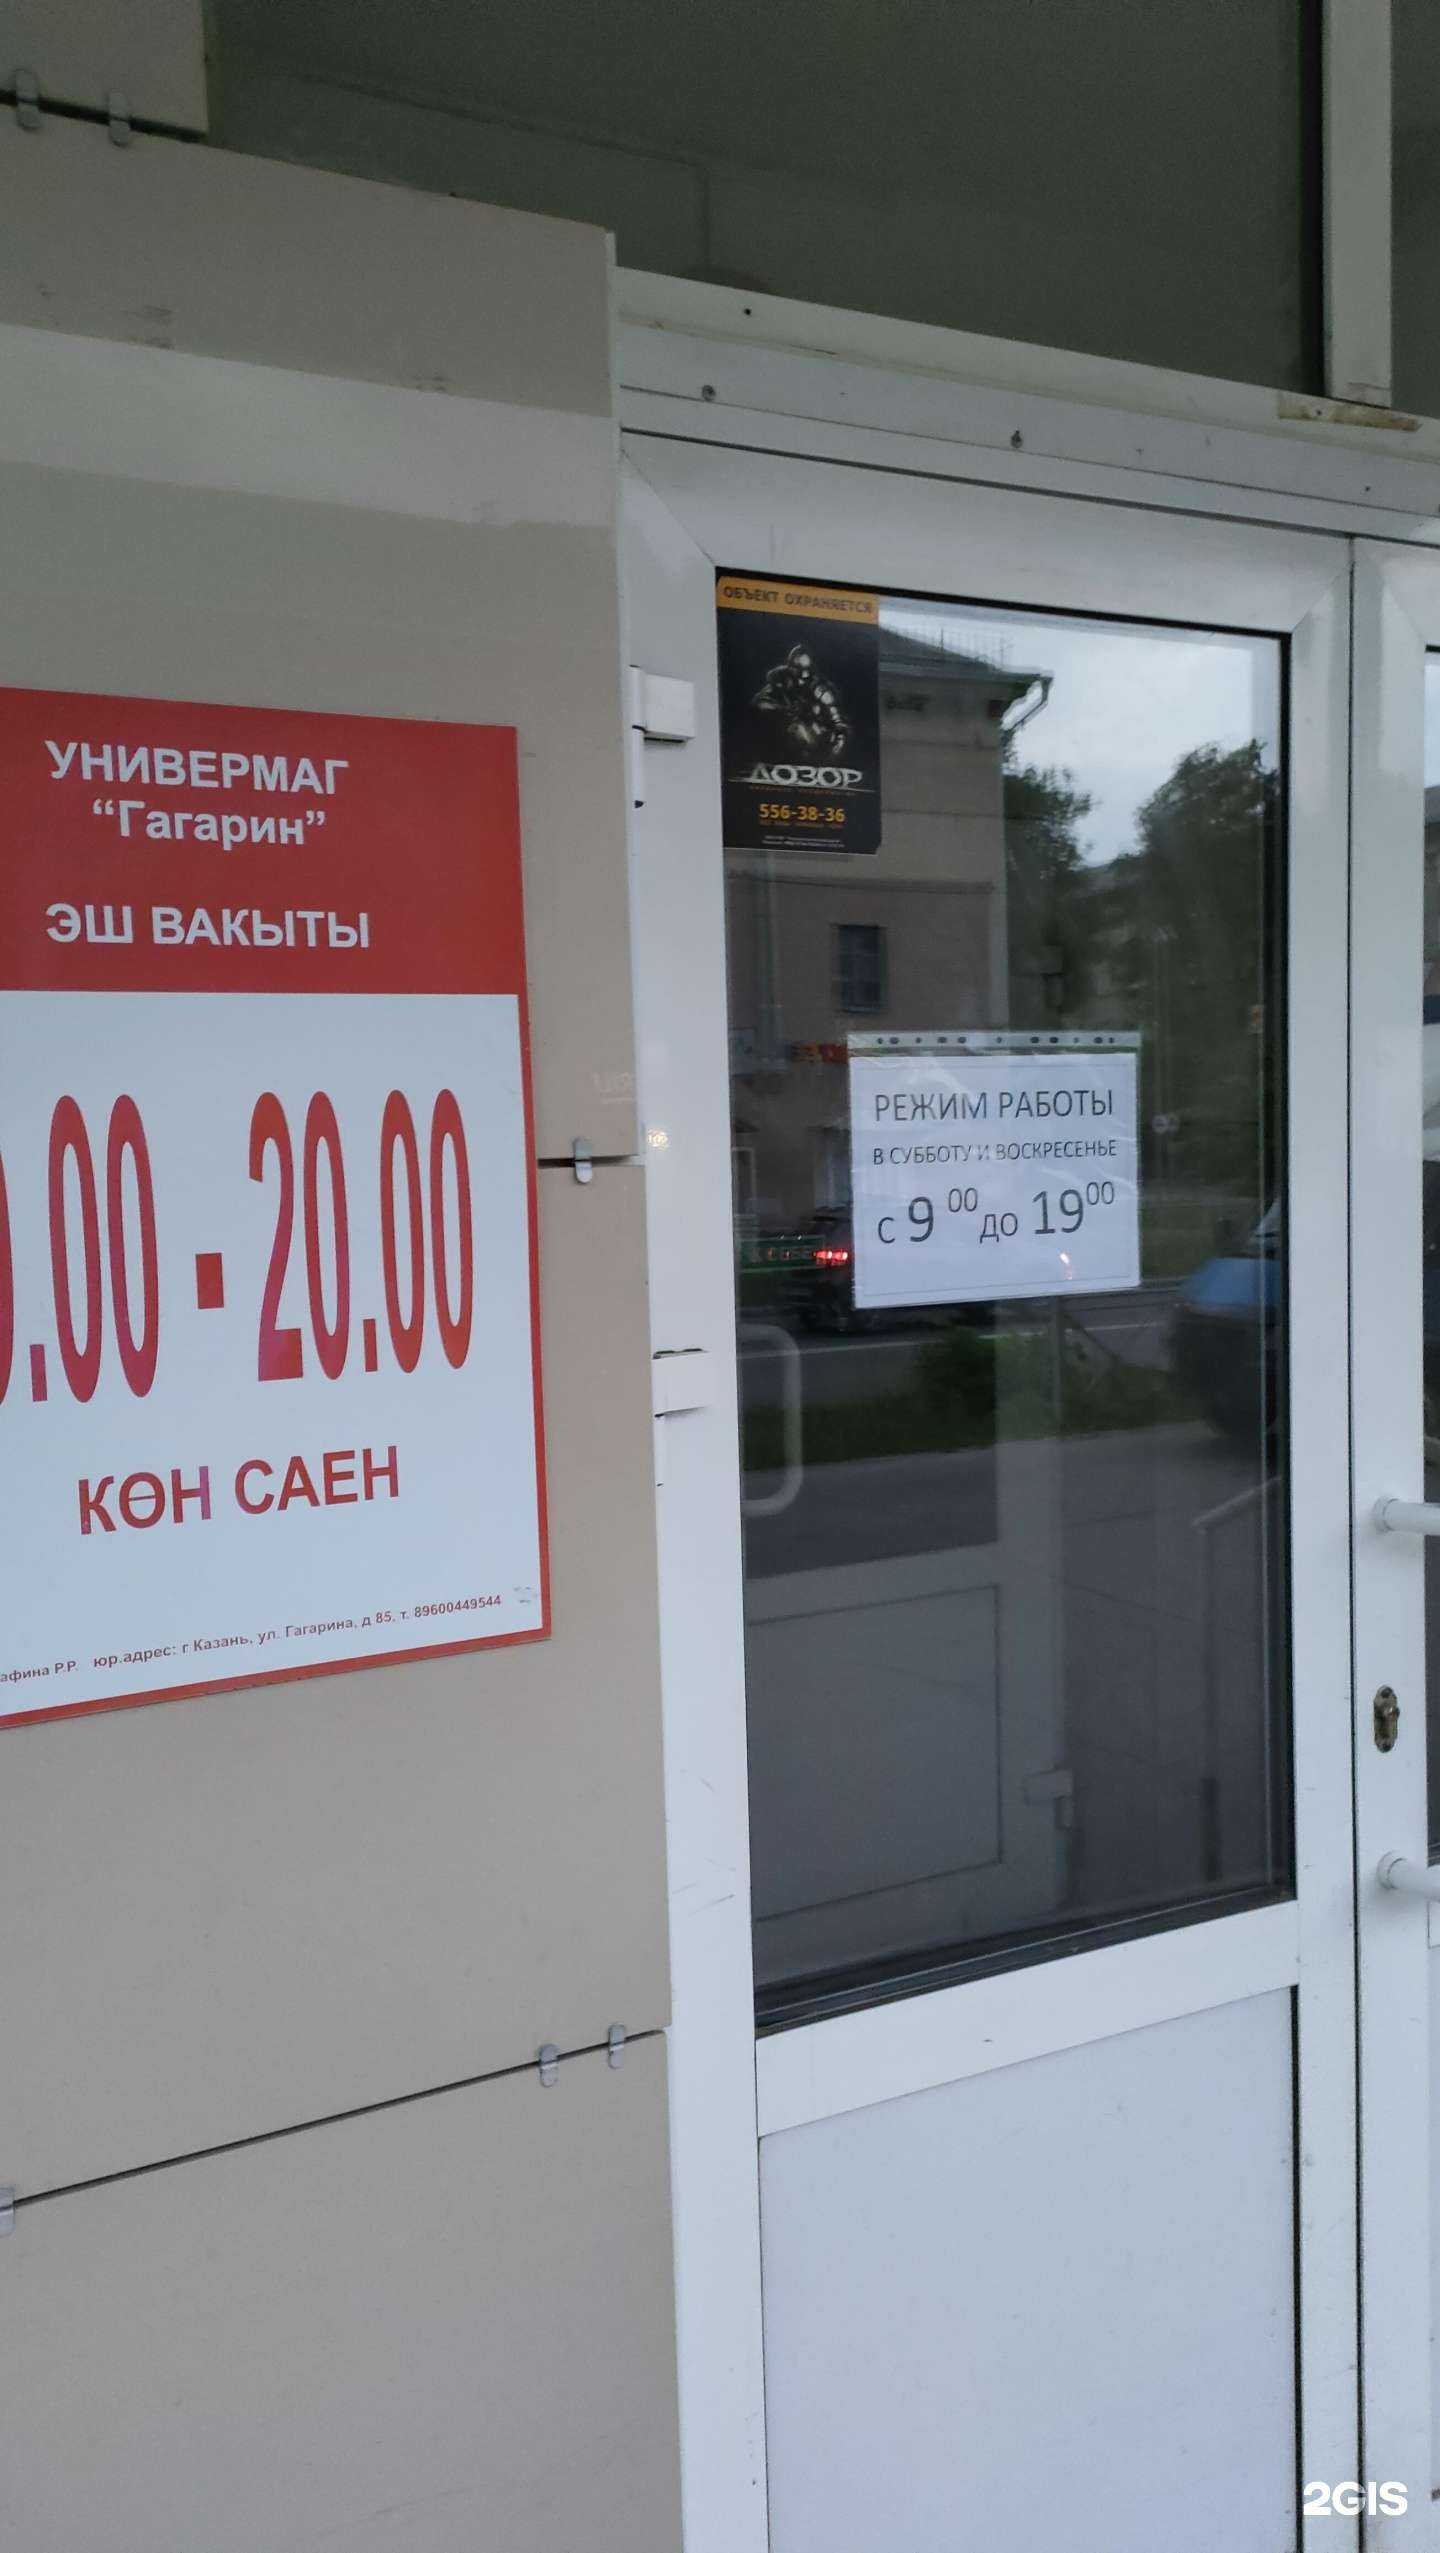 УНИВЕРМАГ
“Гагарин”
ЭШ ВАКЫТЫ
.00 - 20.00
КӨН САЕН
юр.адрес: г Казань, ул. Гагарина, д 85, т. 89600449544
ОБЪЕКТ ОХРАНЯЕТСЯ
ДОЗОР
556-38-36
РЕЖИМ РАБОТЫ
В СУББОТУ И ВОСКРЕСЕНЬЕ
С 9 00 ДО 19 00
К СЕБЕ
2GIS